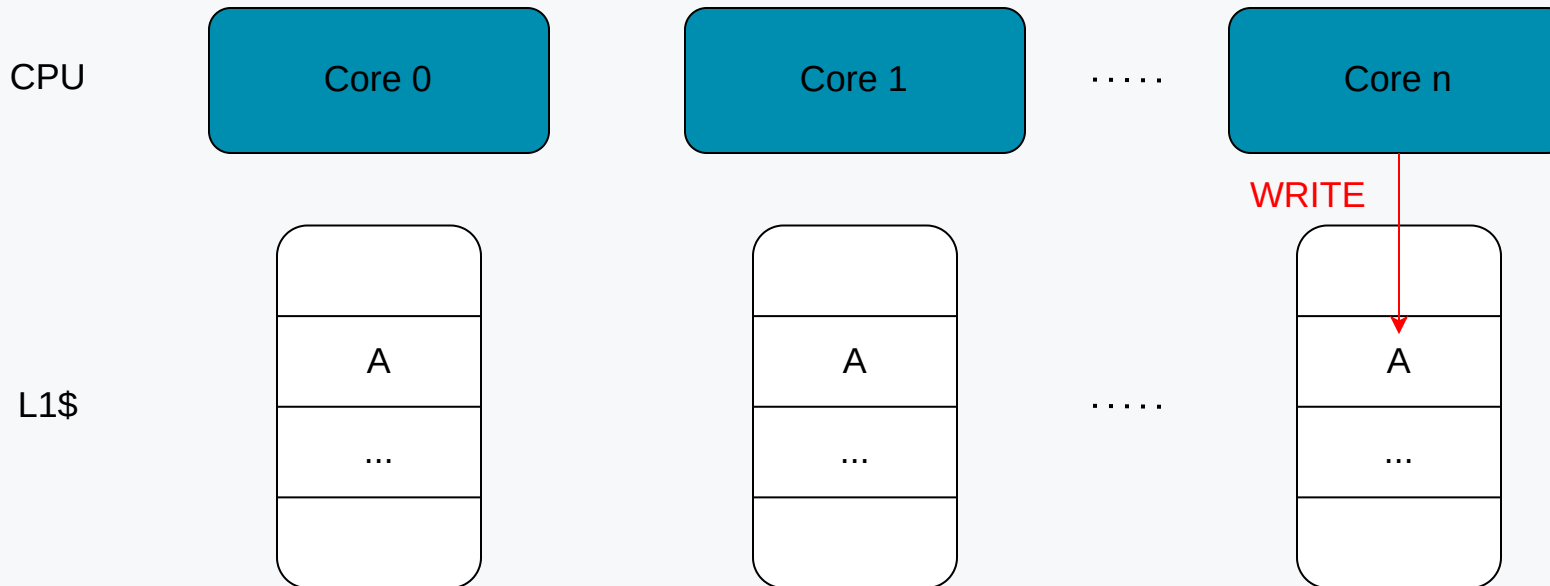 CPU
Core 0
Core 1
.....
Core n
WRITE
L1$
A
A
A
.....
...
...
...